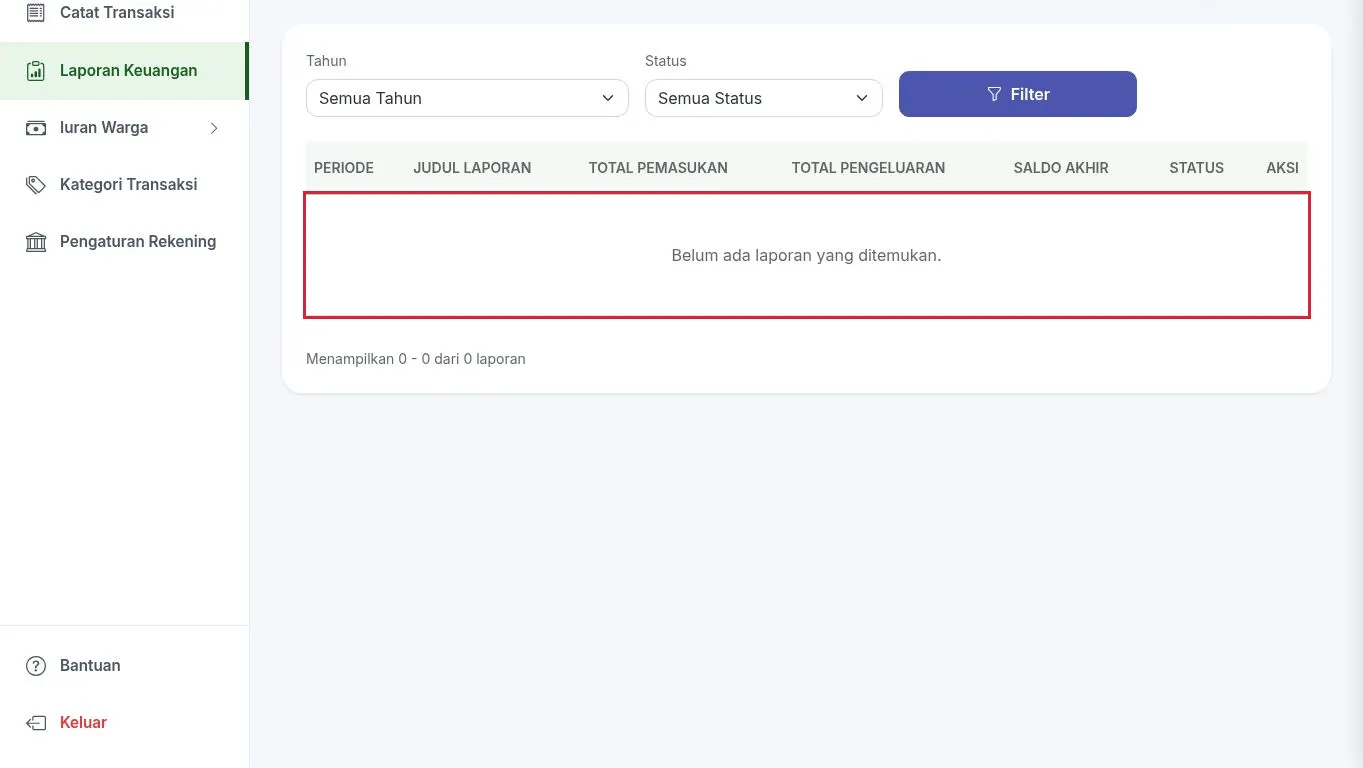 Catat Transaksi
Laporan Keuangan
Iuran Warga
Kategori Transaksi
Pengaturan Rekening
Bantuan
Keluar
Tahun
Status
Semua Tahun
Semua Status
Filter
PERIODE JUDUL LAPORAN TOTAL PEMASUKAN TOTAL PENGELUARAN SALDO AKHIR STATUS AKSI
Belum ada laporan yang ditemukan.
Menampilkan 0 - 0 dari 0 laporan